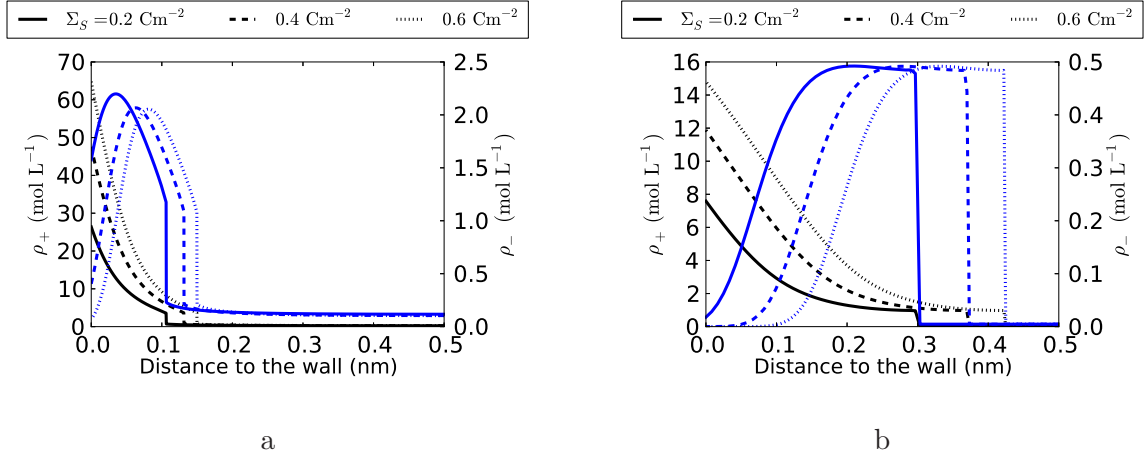 Σ_S =0.2 Cm⁻² 0.4 Cm⁻² 0.6 Cm⁻²
70
60
50
40
30
20
10
0
ρ₊ (mol L⁻¹)
2.5
2.0
1.5
1.0
0.5
0.0
ρ₋ (mol L⁻¹)
0.0 0.1 0.2 0.3 0.4 0.5
Distance to the wall (nm)
a
Σ_S =0.2 Cm⁻² 0.4 Cm⁻² 0.6 Cm⁻²
16
14
12
10
8
6
4
2
0
ρ₊ (mol L⁻¹)
0.5
0.4
0.3
0.2
0.1
0.0
ρ₋ (mol L⁻¹)
0.0 0.1 0.2 0.3 0.4 0.5
Distance to the wall (nm)
b